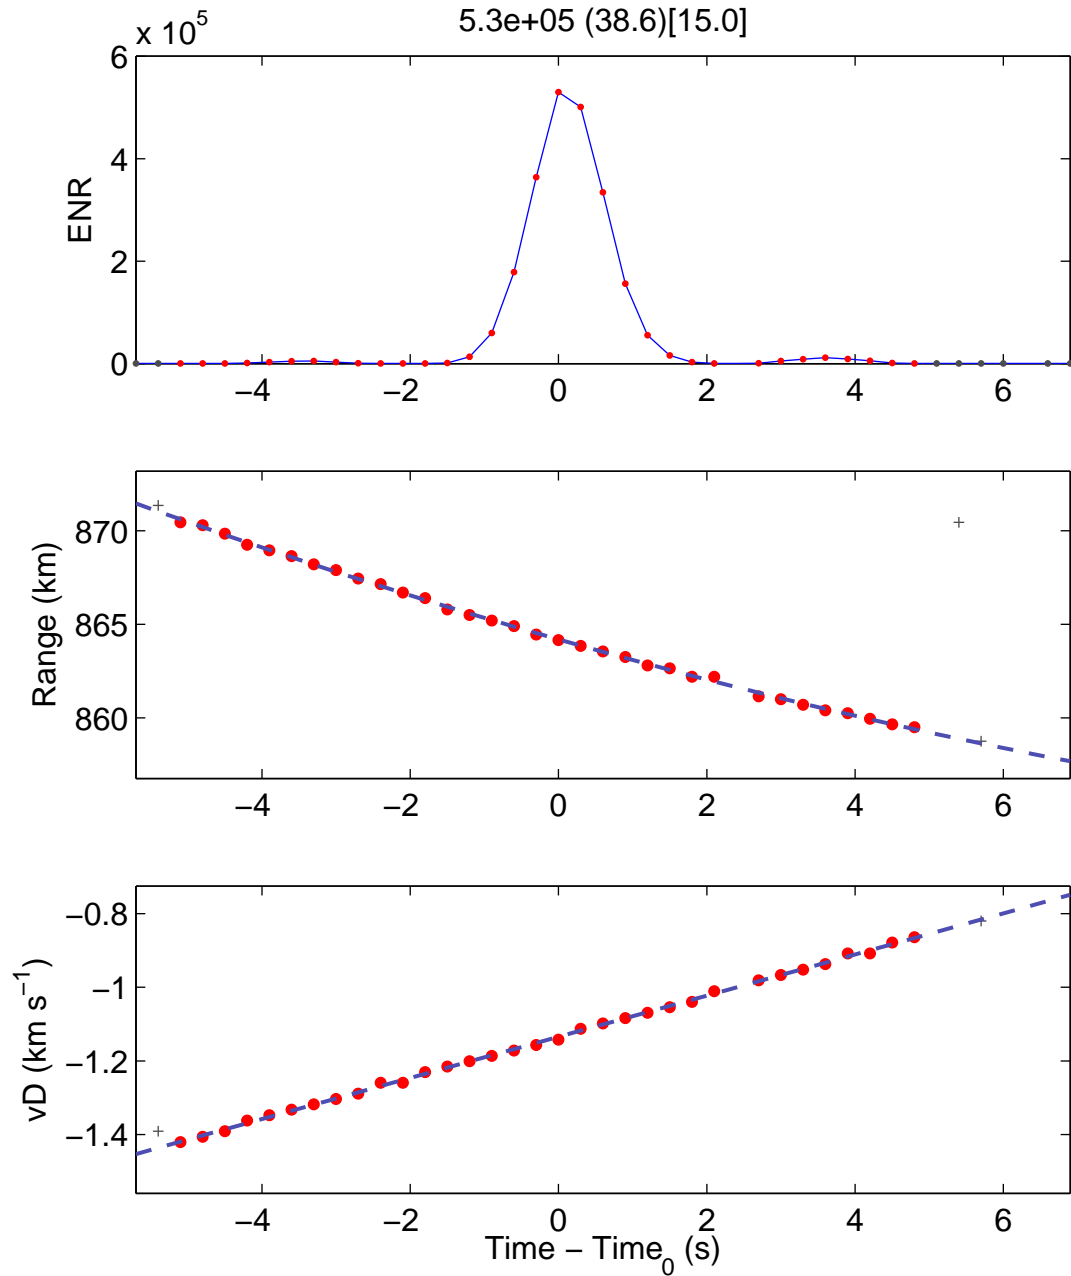 5.3e+05 (38.6)[15.0]
x 10^5
6
4
2
0
ENR
−4 −2 0 2 4 6
870
865
860
Range (km)
−4 −2 0 2 4 6
−0.8
−1
−1.2
−1.4
vD (km s^−1)
−4 −2 0 2 4 6
Time − Time_0 (s)